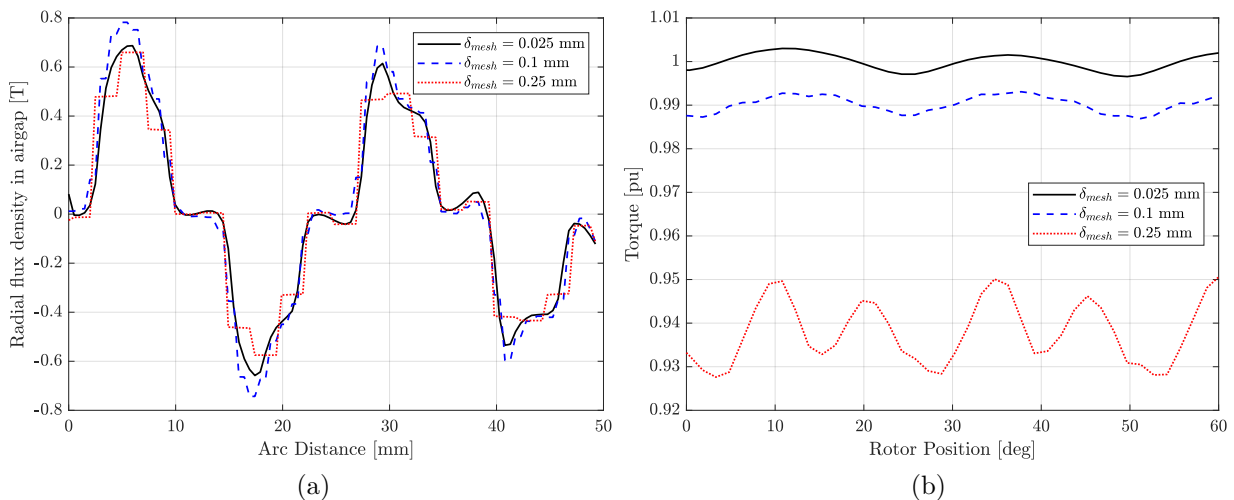 Radial flux density in airgap [T]
0.8
0.6
0.4
0.2
0
-0.2
-0.4
-0.6
-0.8
0 10 20 30 40 50
Arc Distance [mm]
δmesh = 0.025 mm
δmesh = 0.1 mm
δmesh = 0.25 mm
(a)
Torque [pu]
1.01
1
0.99
0.98
0.97
0.96
0.95
0.94
0.93
0.92
0 10 20 30 40 50 60
Rotor Position [deg]
δmesh = 0.025 mm
δmesh = 0.1 mm
δmesh = 0.25 mm
(b)